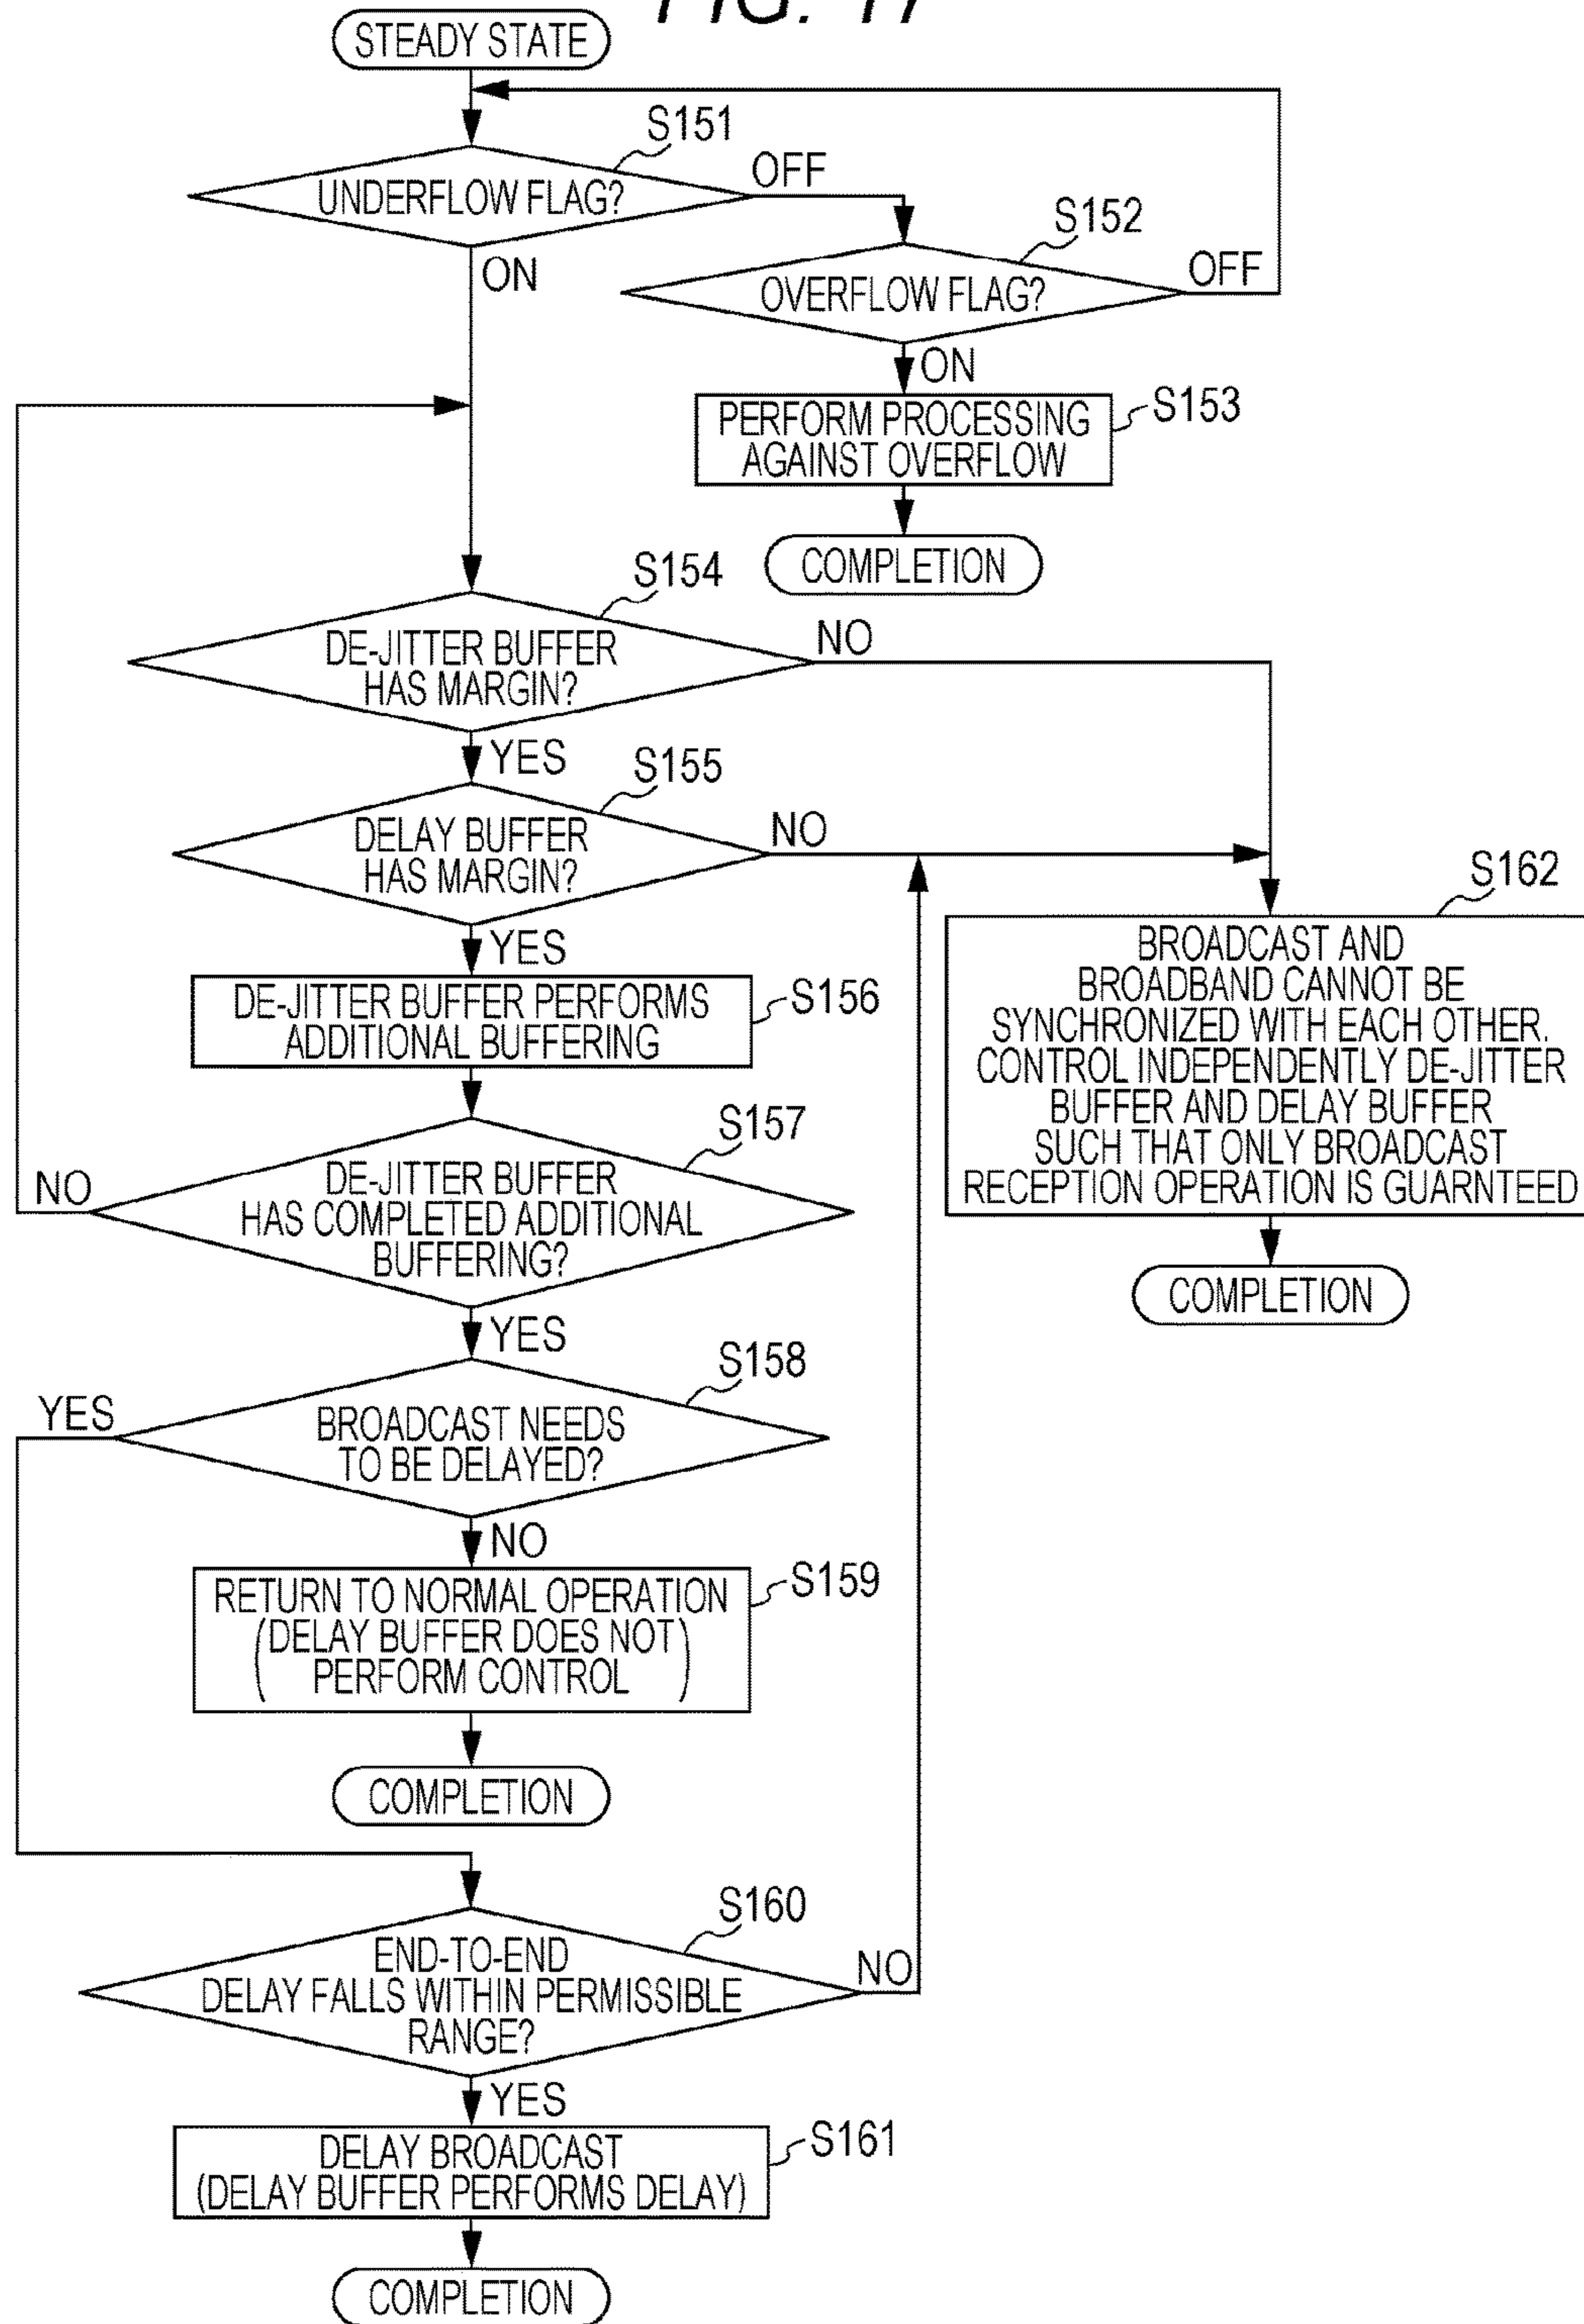 FIG. 17
STEADY STATE
S151
UNDERFLOW FLAG?
OFF
ON
S152
OVERFLOW FLAG?
OFF
ON
PERFORM PROCESSING
AGAINST OVERFLOW
S153
COMPLETION
S154
DE-JITTER BUFFER
HAS MARGIN?
NO
YES
S155
DELAY BUFFER
HAS MARGIN?
NO
YES
DE-JITTER BUFFER PERFORMS
ADDITIONAL BUFFERING
S156
S162
BROADCAST AND
BROADBAND CANNOT BE
SYNCHRONIZED WITH EACH OTHER.
CONTROL INDEPENDENTLY DE-JITTER
BUFFER AND DELAY BUFFER
SUCH THAT ONLY BROADCAST
RECEPTION OPERATION IS GUARNTEED
COMPLETION
S157
DE-JITTER BUFFER
HAS COMPLETED ADDITIONAL
BUFFERING?
NO
YES
S158
BROADCAST NEEDS
TO BE DELAYED?
YES
NO
RETURN TO NORMAL OPERATION
(DELAY BUFFER DOES NOT
PERFORM CONTROL)
S159
COMPLETION
S160
END-TO-END
DELAY FALLS WITHIN PERMISSIBLE
RANGE?
NO
YES
DELAY BROADCAST
(DELAY BUFFER PERFORMS DELAY)
S161
COMPLETION